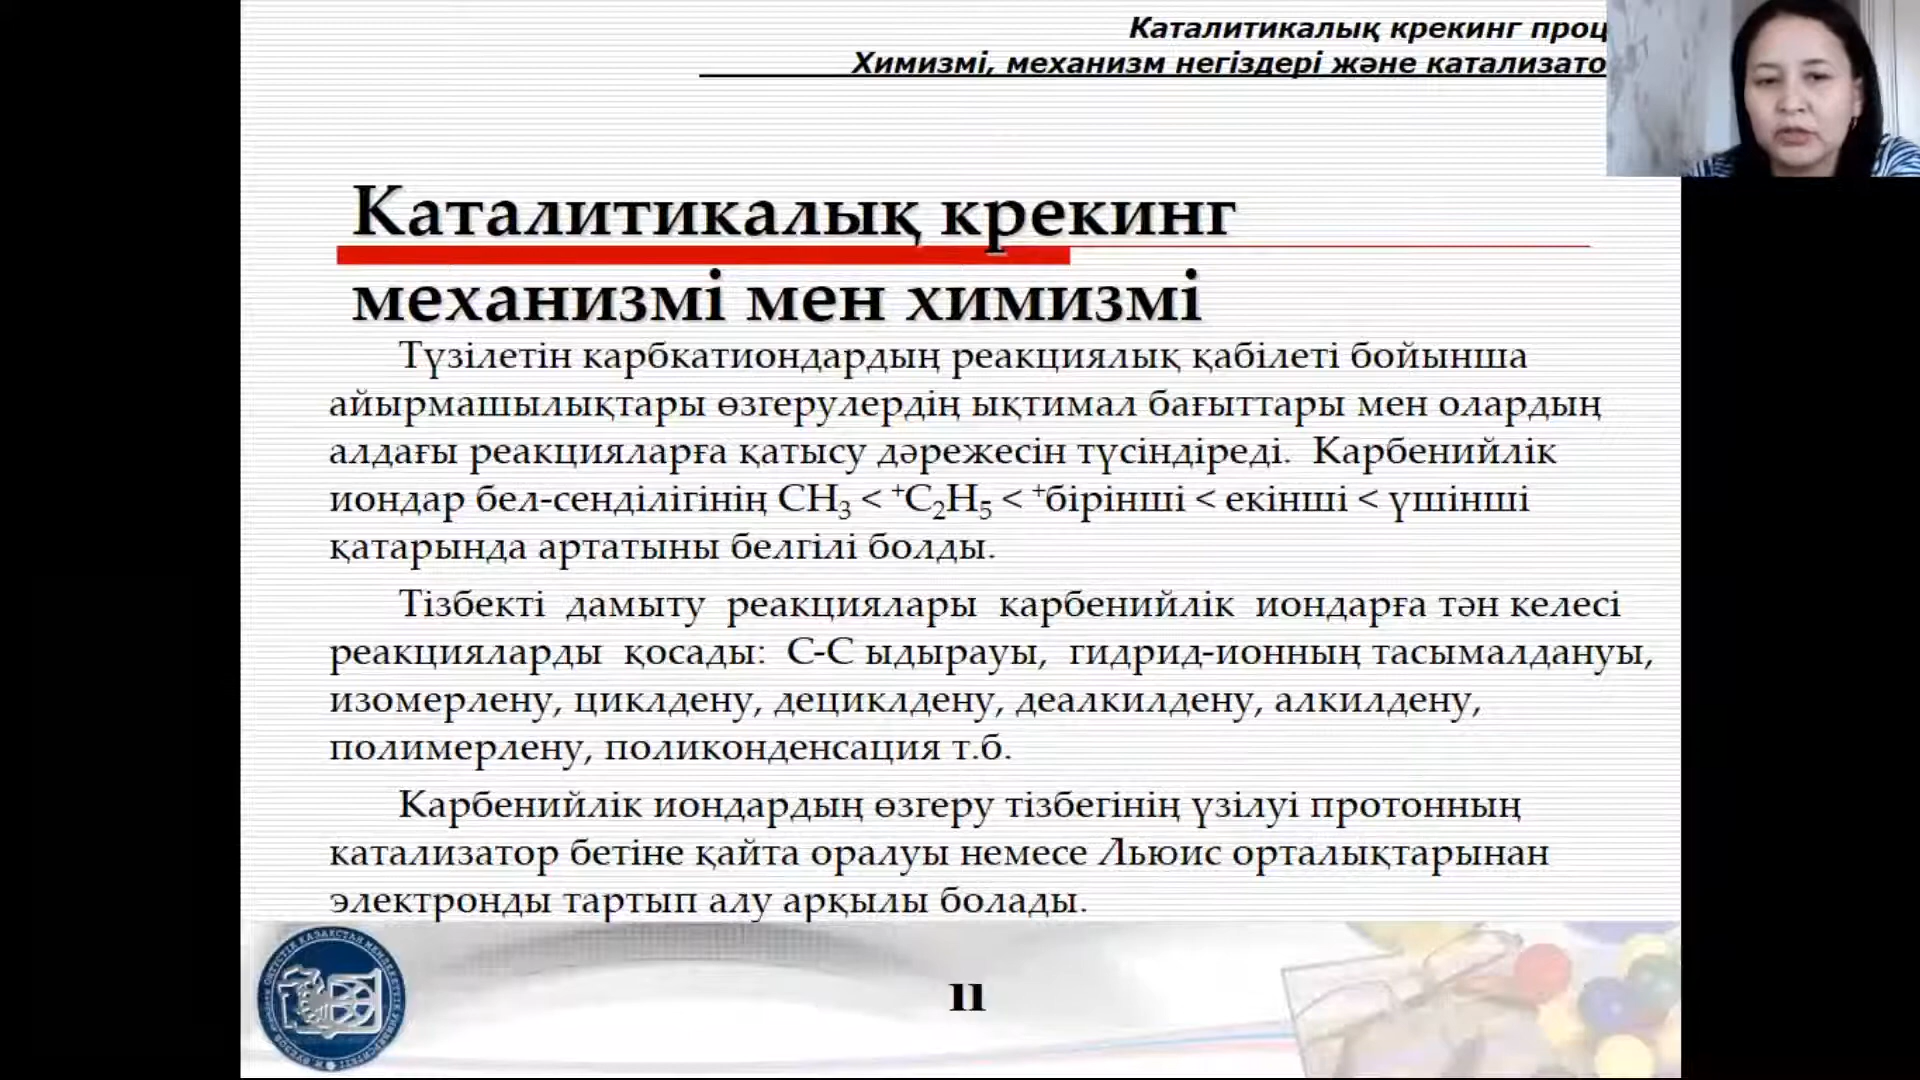 Каталитикалық крекинг
Химизмі, механизм негіздері және
Каталитикалық крекинг
механизмі мен химизмі
Түзілетін карбкатиондардың реакциялық қабілеті бойынша
айырмашылықтары өзгерулердің ықтимал бағыттары мен олардың
алдағы реакцияларға қатысу дәрежесін түсіндіреді. Карбенийлік
иондар бел-сенділігінің CH₃ < ⁺C₂H₅ < ⁺бірінші < екінші < үшінші
қатарында артатыны белгілі болды.
Тізбекті дамыту реакциялары карбенийлік иондарға тән келесі
реакцияларды қосады: С-С ыдырауы, гидрид-ионның тасымалдануы,
изомерлену, циклдену, дециклдену, деалкилдену, алкилдену,
полимерлену, поликонденсация т.б.
Карбенийлік иондардың өзгеру тізбегінің үзілуі протонның
катализатор бетіне қайта оралуы немесе Льюис орталықтарынан
электронды тартып алу арқылы болады.
11